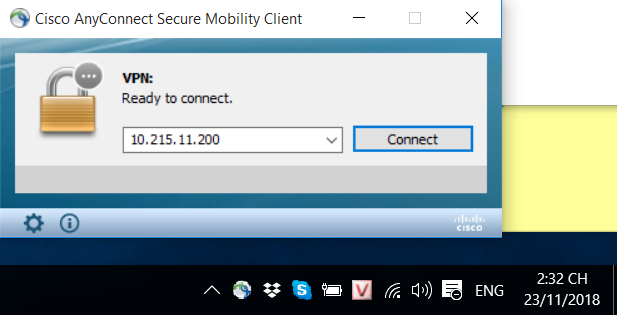 Cisco AnyConnect Secure Mobility Client
VPN:
Ready to connect.
10.215.11.200
Connect
cisco
ENG
2:32 CH
23/11/2018